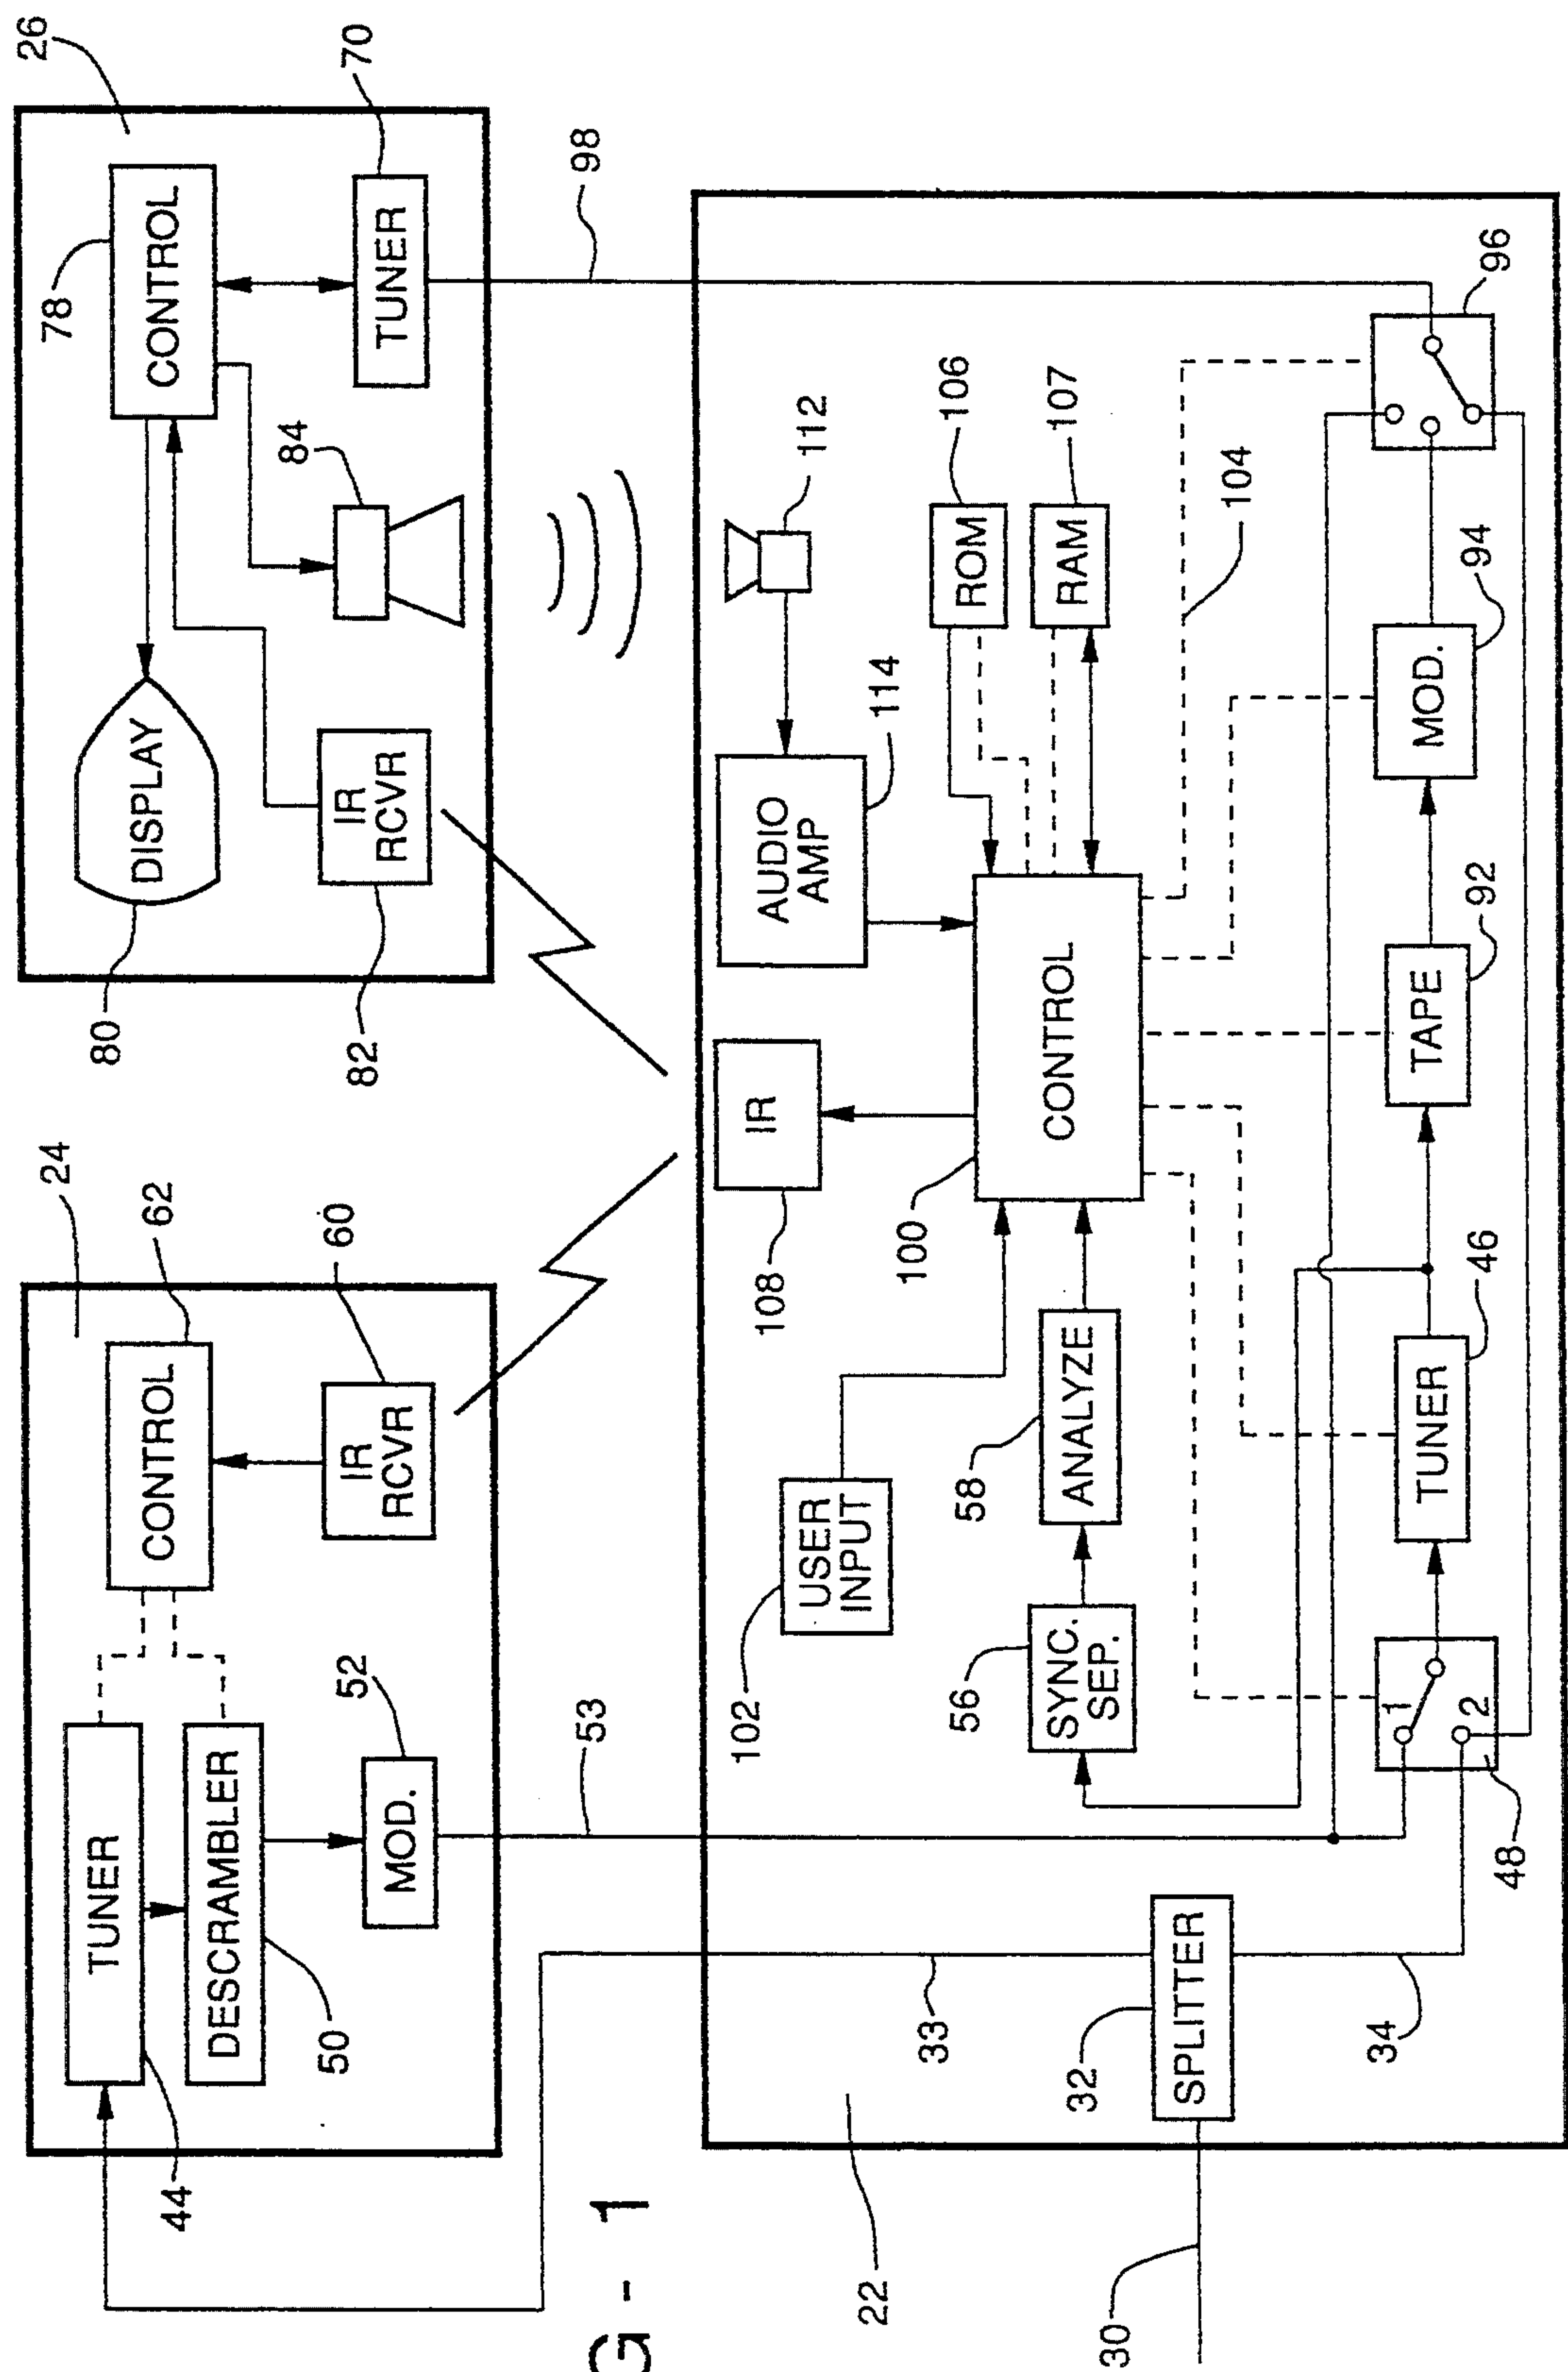 24
TUNER
44
DESCRAMBLER
50
CONTROL
62
MOD.
52
IR
RCVR
60
53
26
DISPLAY
80
CONTROL
78
IR
RCVR
82
84
TUNER
70
98
G - 1
22
30
SPLITTER
32
33
34
USER
INPUT
102
SYNC.
SEP.
56
ANALYZE
58
IR
108
CONTROL
100
AUDIO
AMP
114
112
ROM
106
RAM
107
104
1
2
48
TUNER
46
TAPE
92
MOD.
94
96